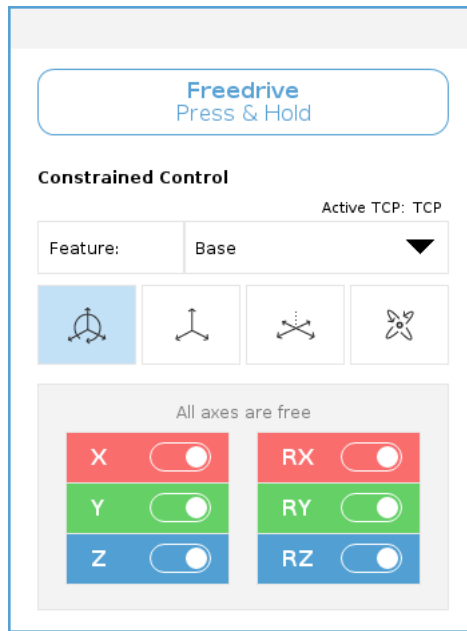 Freedrive
Press & Hold
Constrained Control
Active TCP: TCP
Feature: Base
All axes are free
X RX
Y RY
Z RZ